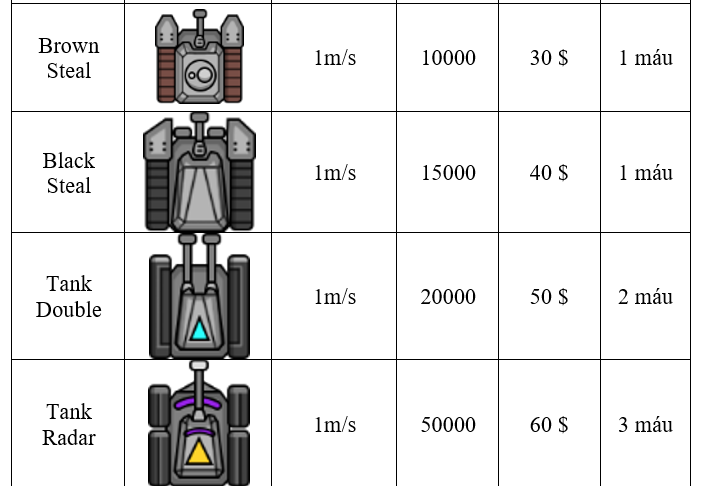 Brown
Steal
1m/s
10000
30 $
1 máu
Black
Steal
1m/s
15000
40 $
1 máu
Tank
Double
1m/s
20000
50 $
2 máu
Tank
Radar
1m/s
50000
60 $
3 máu